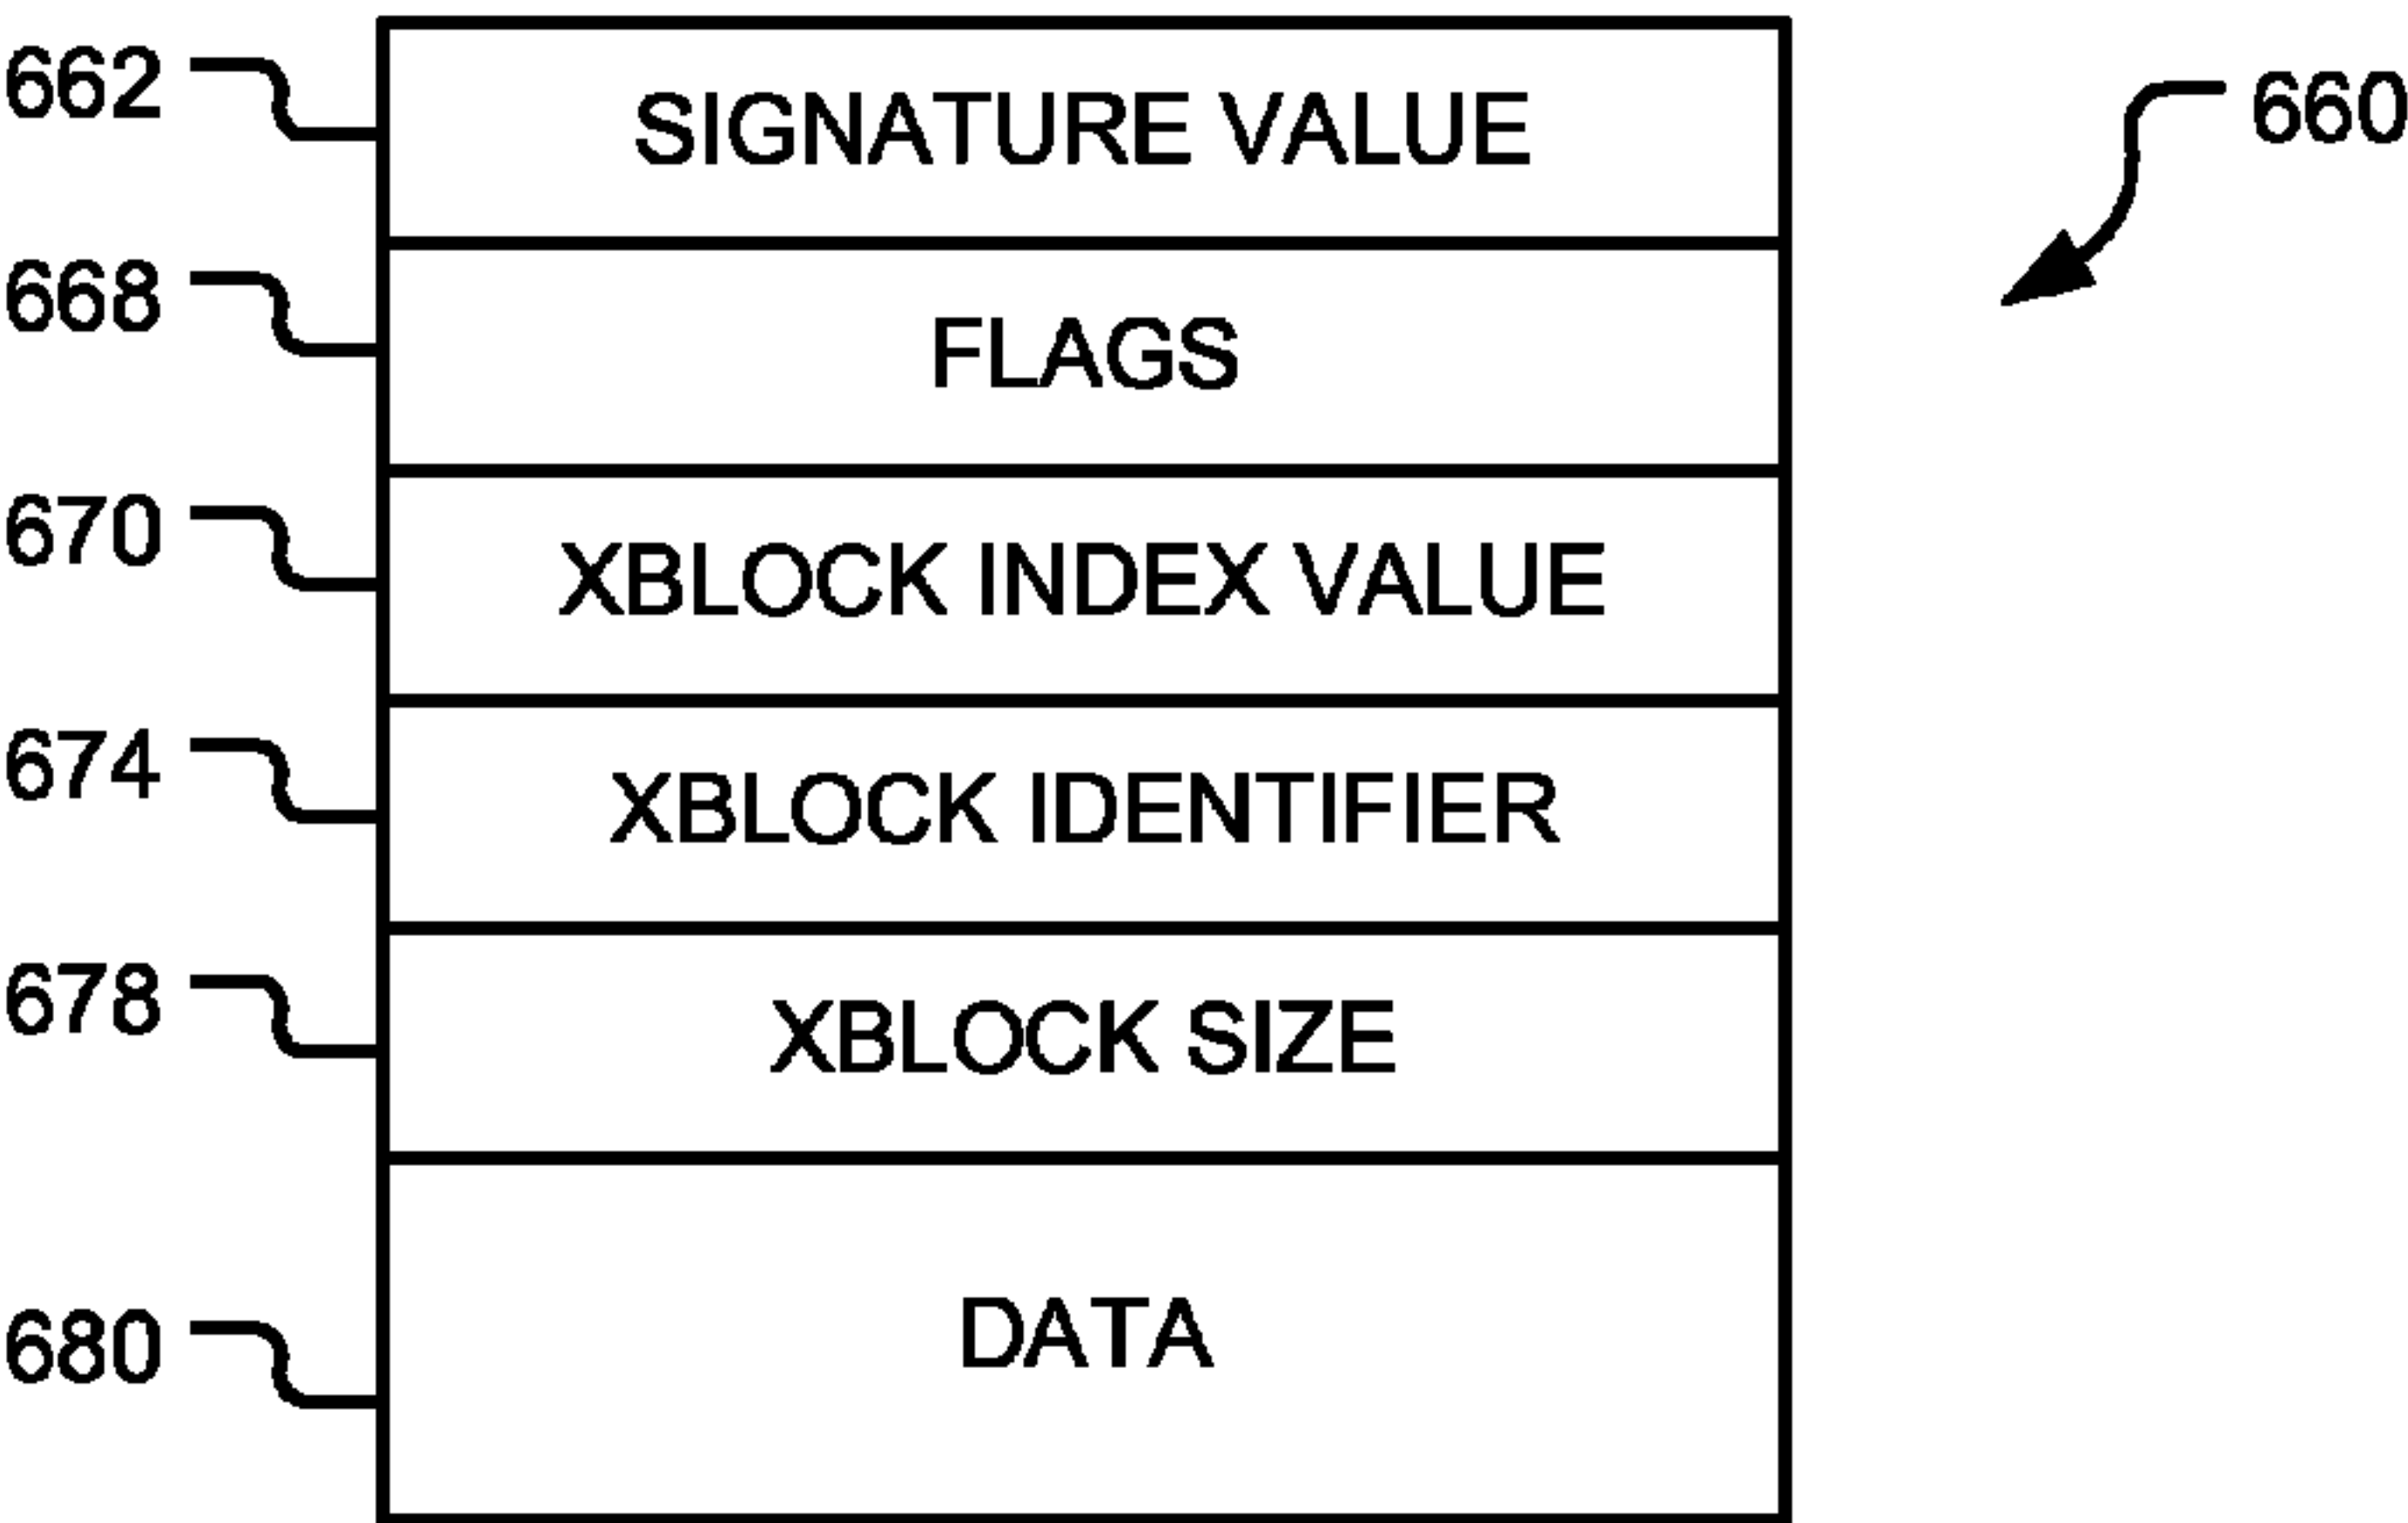 662
SIGNATURE VALUE
660
668
FLAGS
670
XBLOCK INDEX VALUE
674
XBLOCK IDENTIFIER
678
XBLOCK SIZE
680
DATA